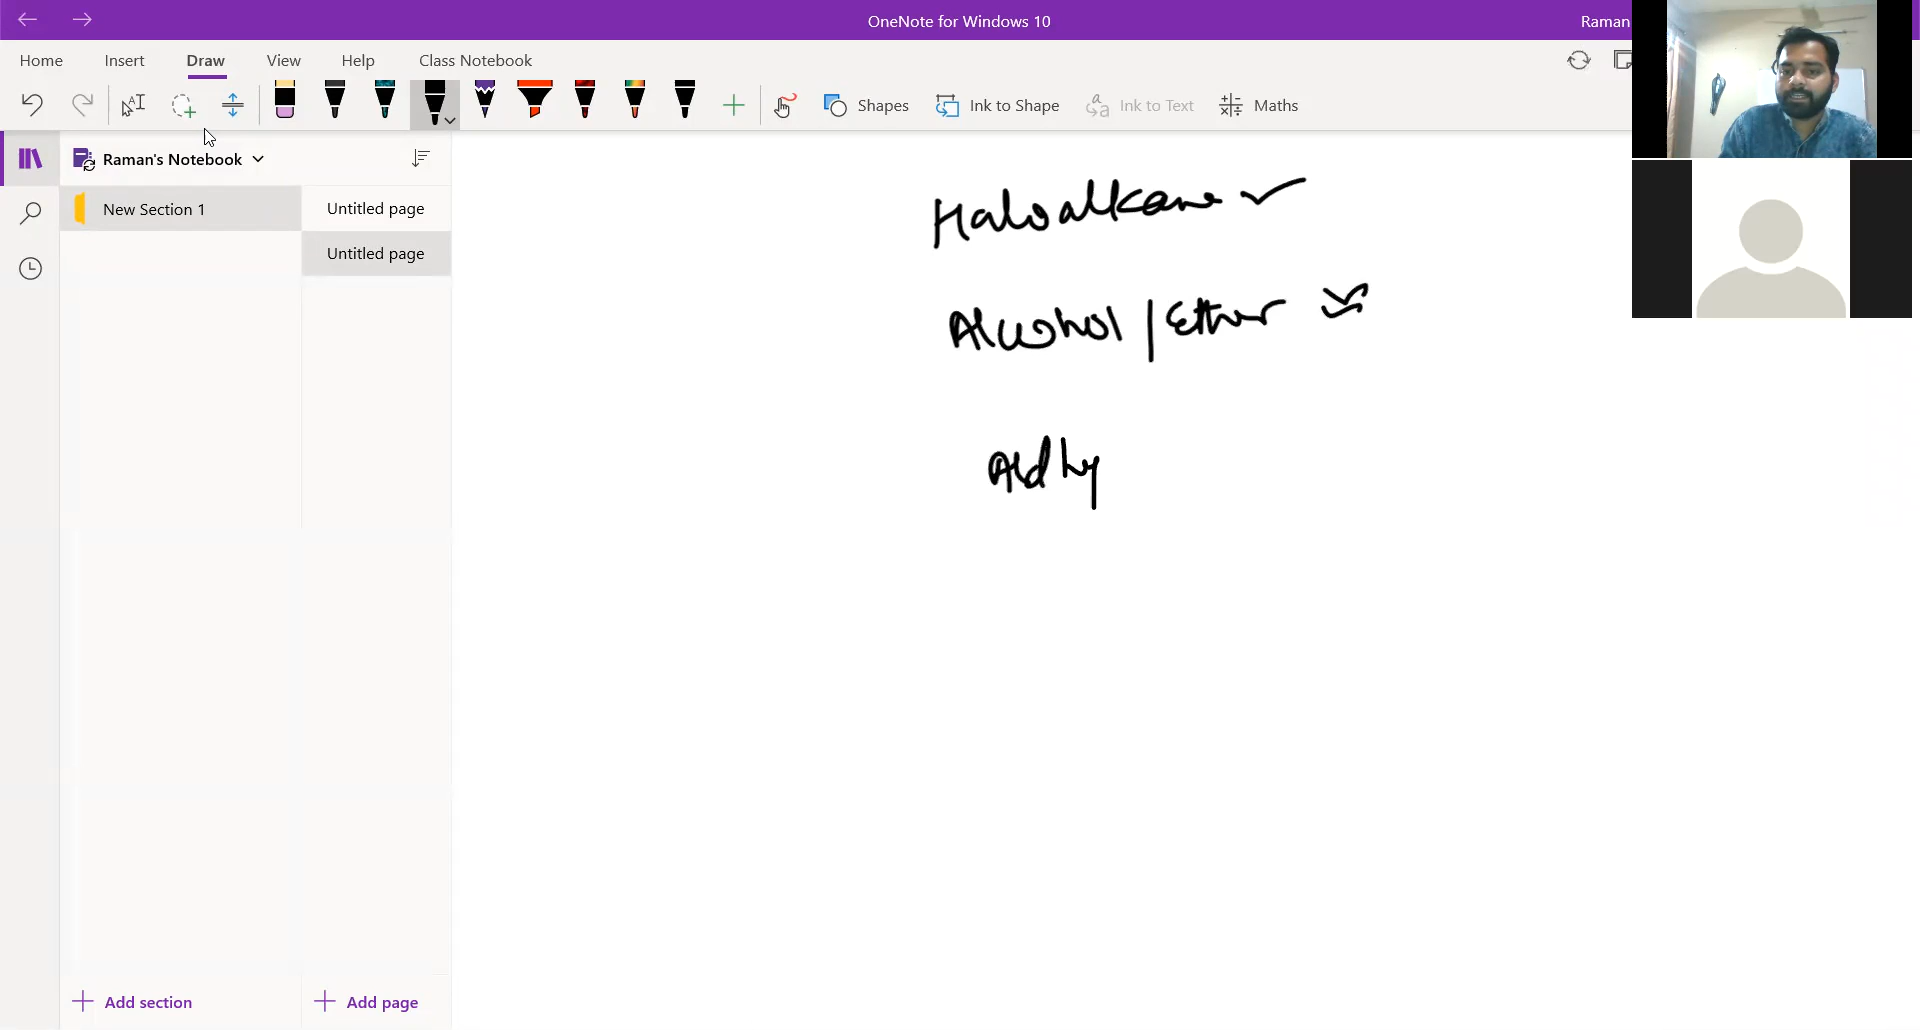 OneNote for Windows 10
Raman
Home Insert Draw View Help Class Notebook
Shapes Ink to Shape Ink to Text Maths
Raman's Notebook
New Section 1
Untitled page
Untitled page
Haloalkane
Alcohol / Ether
Aldhy
Add section
Add page